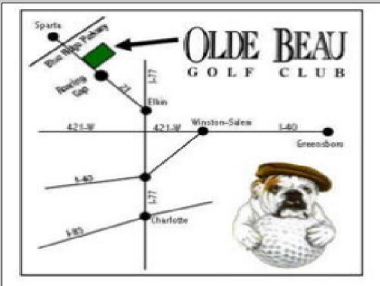 Sparta
Blue Ridge Parkway
OLDE BEAU
GOLF CLUB
Roaring Gap
21
I-77
Elkin
421-W
421-W
Winston-Salem
I-40
Greensboro
I-40
I-77
Charlotte
I-85